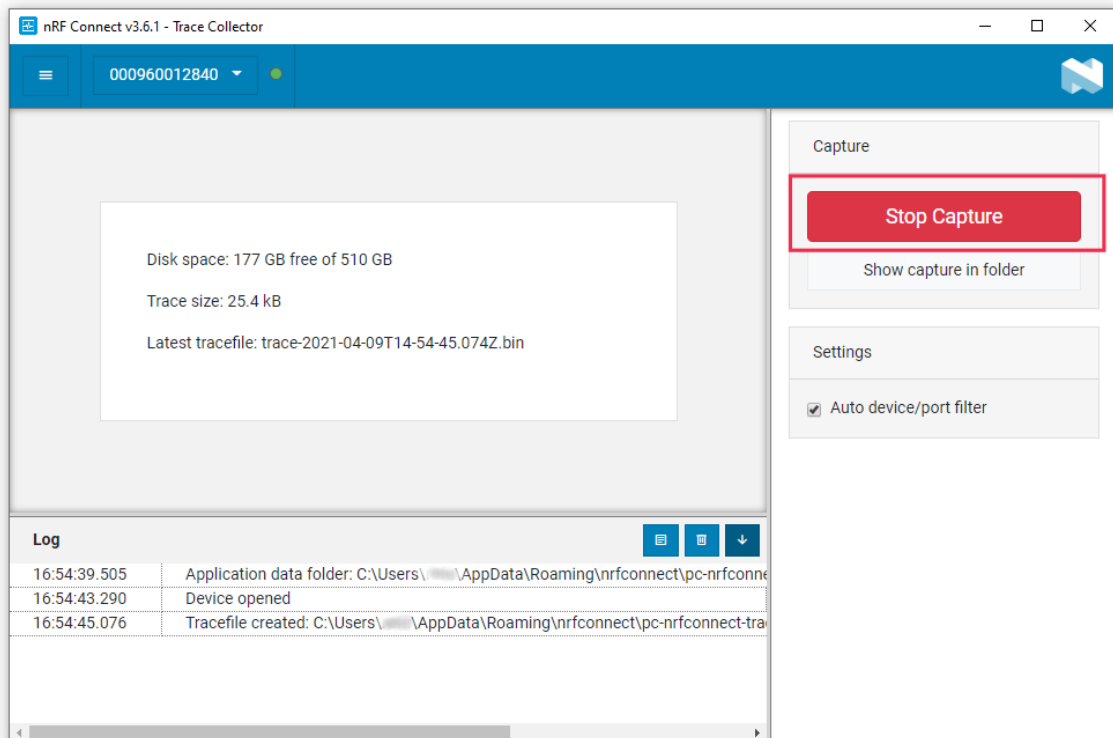 nRF Connect v3.6.1 - Trace Collector
000960012840
Capture
Stop Capture
Show capture in folder
Disk space: 177 GB free of 510 GB
Trace size: 25.4 kB
Latest tracefile: trace-2021-04-09T14-54-45.074Z.bin
Settings
Auto device/port filter
Log
16:54:39.505 Application data folder: C:\Users\ \AppData\Roaming\nrfconnect\pc-nrfconne
16:54:43.290 Device opened
16:54:45.076 Tracefile created: C:\Users\ \AppData\Roaming\nrfconnect\pc-nrfconnect-tra